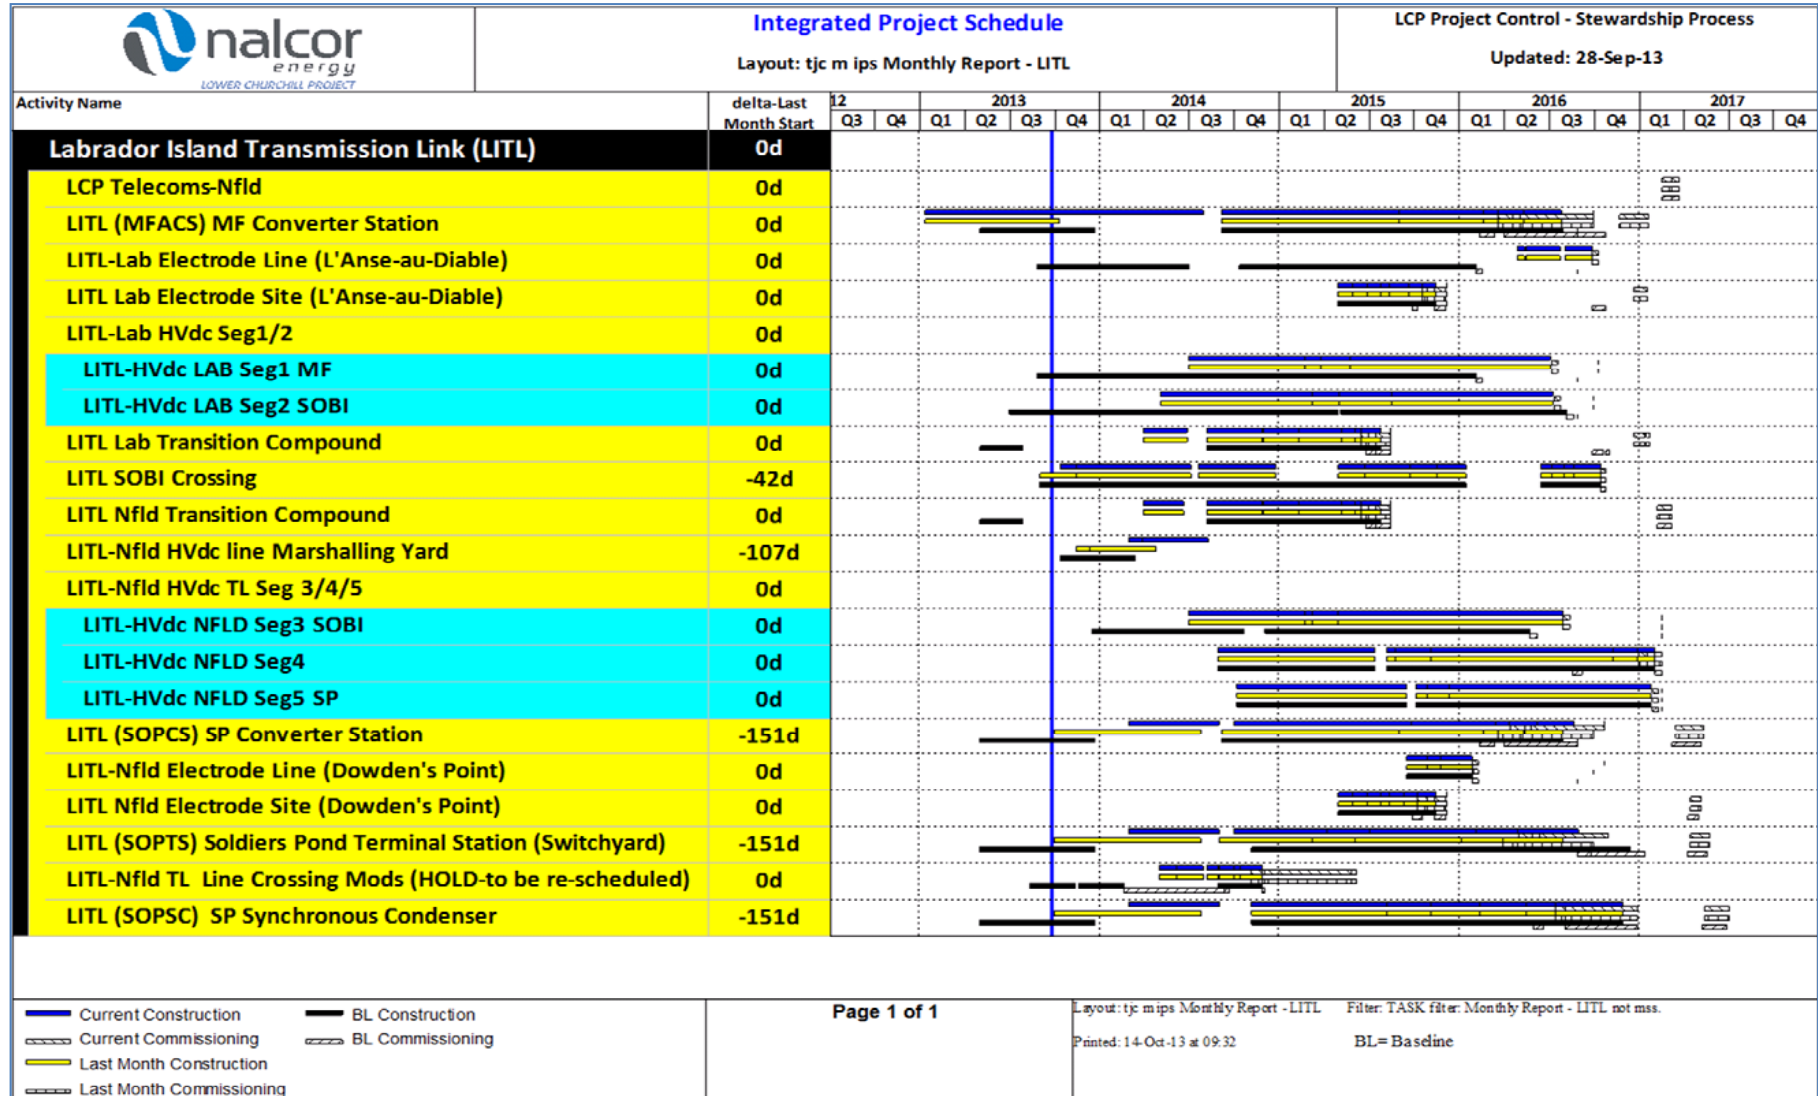 nalcor
energy
LOWER CHURCHILL PROJECT
Integrated Project Schedule
Layout: tjc m ips Monthly Report - LITL
LCP Project Control - Stewardship Process
Updated: 28-Sep-13
Activity Name
delta-Last
Month Start
12 2013 2014 2015 2016 2017
Q3 Q4 Q1 Q2 Q3 Q4 Q1 Q2 Q3 Q4 Q1 Q2 Q3 Q4 Q1 Q2 Q3 Q4 Q1 Q2 Q3 Q4
Labrador Island Transmission Link (LITL) 0d
LCP Telecoms-Nfld 0d
LITL (MFACS) MF Converter Station 0d
LITL-Lab Electrode Line (L'Anse-au-Diable) 0d
LITL Lab Electrode Site (L'Anse-au-Diable) 0d
LITL-Lab HVdc Seg1/2 0d
LITL-HVdc LAB Seg1 MF 0d
LITL-HVdc LAB Seg2 SOBI 0d
LITL Lab Transition Compound 0d
LITL SOBI Crossing -42d
LITL Nfld Transition Compound 0d
LITL-Nfld HVdc line Marshalling Yard -107d
LITL-Nfld HVdc TL Seg 3/4/5 0d
LITL-HVdc NFLD Seg3 SOBI 0d
LITL-HVdc NFLD Seg4 0d
LITL-HVdc NFLD Seg5 SP 0d
LITL (SOPCS) SP Converter Station -151d
LITL-Nfld Electrode Line (Dowden's Point) 0d
LITL Nfld Electrode Site (Dowden's Point) 0d
LITL (SOPTS) Soldiers Pond Terminal Station (Switchyard) -151d
LITL-Nfld TL  Line Crossing Mods (HOLD-to be re-scheduled) 0d
LITL (SOPSC)  SP Synchronous Condenser -151d
Current Construction BL Construction
Current Commissioning BL Commissioning
Last Month Construction
Last Month Commissioning
Page 1 of 1
Layout: tjc m ips Monthly Report - LITL Filter: TASK filter: Monthly Report - LITL not mss.
Printed: 14-Oct-13 at 09:32 BL= Baseline